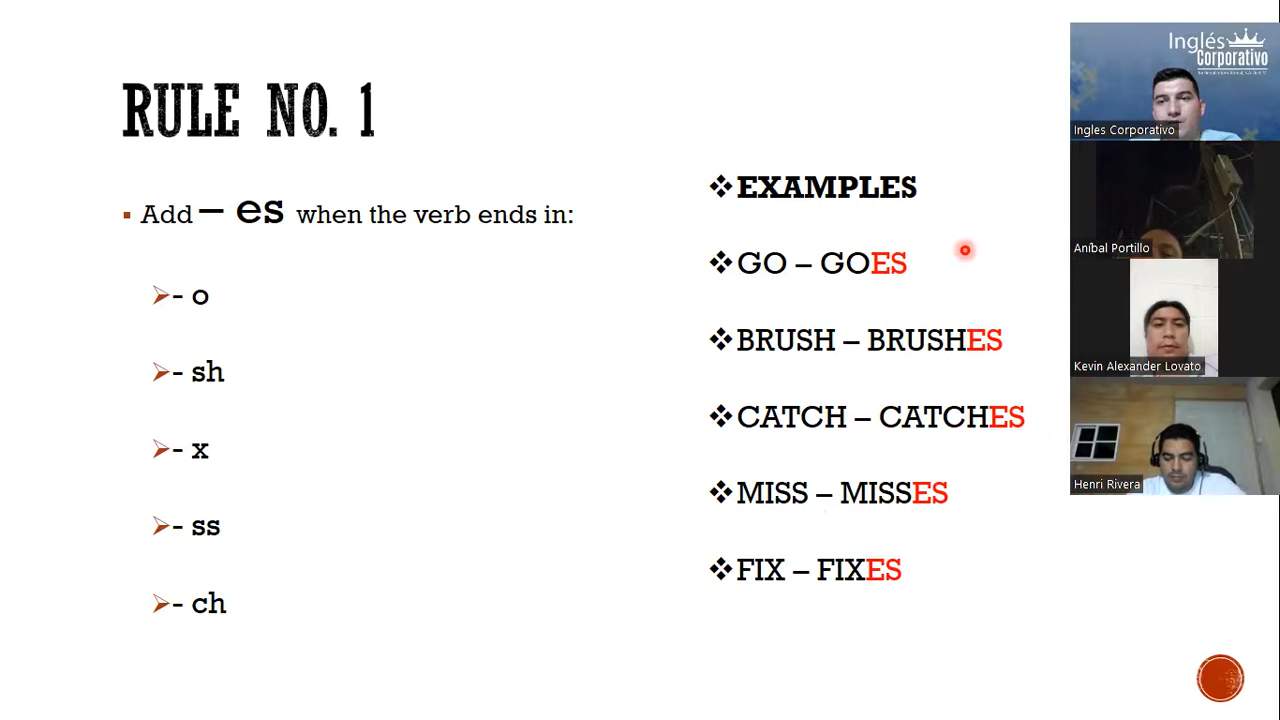 RULE NO. 1
▪ Add – es when the verb ends in:
➢ - o
➢ - sh
➢ - x
➢ - ss
➢ - ch
❖ EXAMPLES
❖ GO – GOES
❖ BRUSH – BRUSHES
❖ CATCH – CATCHES
❖ MISS – MISSES
❖ FIX – FIXES
Inglés
Corporativo
Ingles Corporativo
Aníbal Portillo
Kevin Alexander Lovato
Henri Rivera